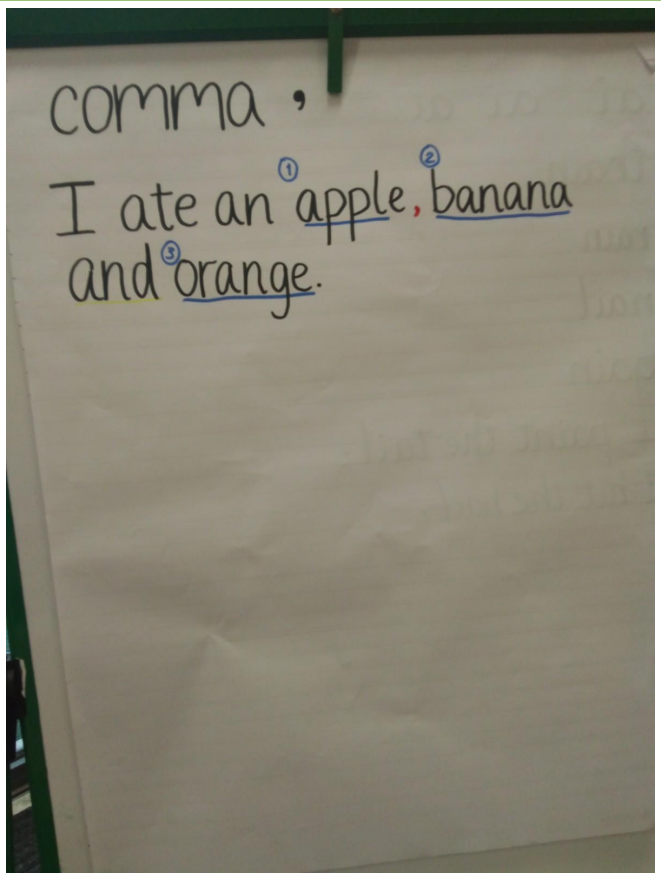 comma ,
① ②
I ate an apple, banana
③
and orange.